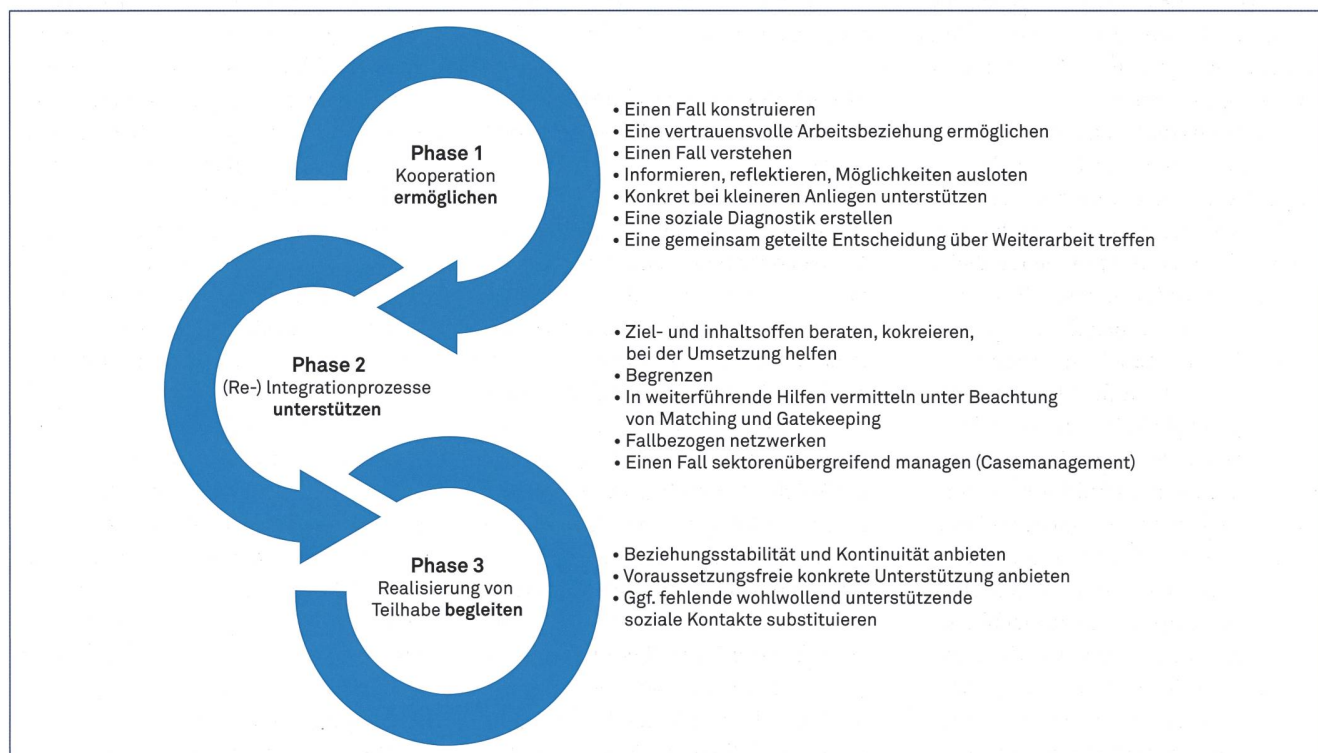 Phase 1
Kooperation
ermöglichen
• Einen Fall konstruieren
• Eine vertrauensvolle Arbeitsbeziehung ermöglichen
• Einen Fall verstehen
• Informieren, reflektieren, Möglichkeiten ausloten
• Konkret bei kleineren Anliegen unterstützen
• Eine soziale Diagnostik erstellen
• Eine gemeinsam geteilte Entscheidung über Weiterarbeit treffen
Phase 2
(Re-) Integrationprozesse
unterstützen
• Ziel- und inhaltsoffen beraten, kokreieren,
bei der Umsetzung helfen
• Begrenzen
• In weiterführende Hilfen vermitteln unter Beachtung
von Matching und Gatekeeping
• Fallbezogen netzwerken
• Einen Fall sektorenübergreifend managen (Casemanagement)
Phase 3
Realisierung von
Teilhabe begleiten
• Beziehungsstabilität und Kontinuität anbieten
• Voraussetzungsfreie konkrete Unterstützung anbieten
• Ggf. fehlende wohlwollend unterstützende
soziale Kontakte substituieren